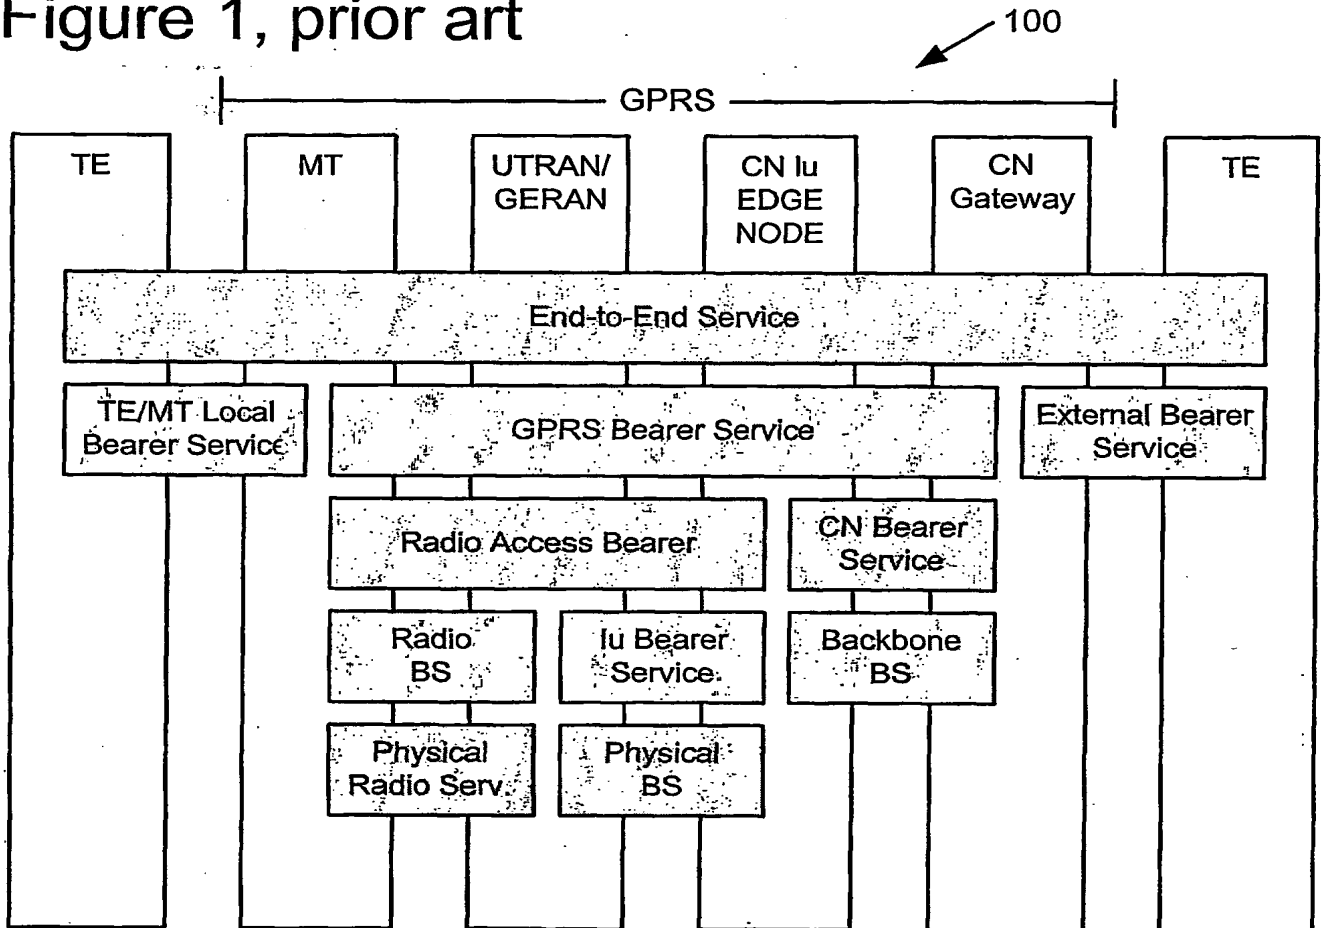 Figure 1, prior art
100
GPRS
TE
MT
UTRAN/
GERAN
CN Iu
EDGE
NODE
CN
Gateway
TE
End-to-End Service
TE/MT Local
Bearer Service
GPRS Bearer Service
External Bearer
Service
Radio Access Bearer
CN Bearer
Service
Radio
BS
Iu Bearer
Service
Backbone
BS
Physical
Radio Serv.
Physical
BS